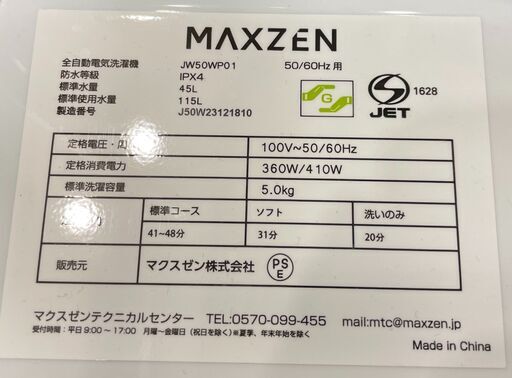 MAXZEN
全自動電気洗濯機 JW50WP01 50/60Hz 用
防水等級 IPX4
標準水量 45L
標準使用水量 115L
製造番号 J50W23121810
G
S JET 1628
定格電圧・ 100V~50/60Hz
定格消費電力 360W/410W
標準洗濯容量 5.0kg
標準コース ソフト 洗いのみ
41~48分 31分 20分
販売元 マクスゼン株式会社 PSE
マクスゼンテクニカルセンター TEL:0570-099-455 mail:mtc@maxzen.jp
受付時間:平日 9:00~17:00 月曜~金曜日(祝日を除く)※夏季、年末年始を除く
Made in China